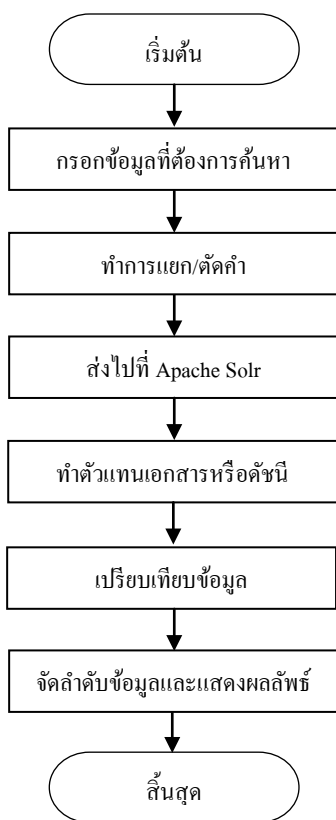 เริ่มต้น
กรอกข้อมูลที่ต้องการค้นหา
ทำการแยก/ตัดคำ
ส่งไปที่ Apache Solr
ทำตัวแทนเอกสารหรือดัชนี
เปรียบเทียบข้อมูล
จัดลำดับข้อมูลและแสดงผลลัพธ์
สิ้นสุด